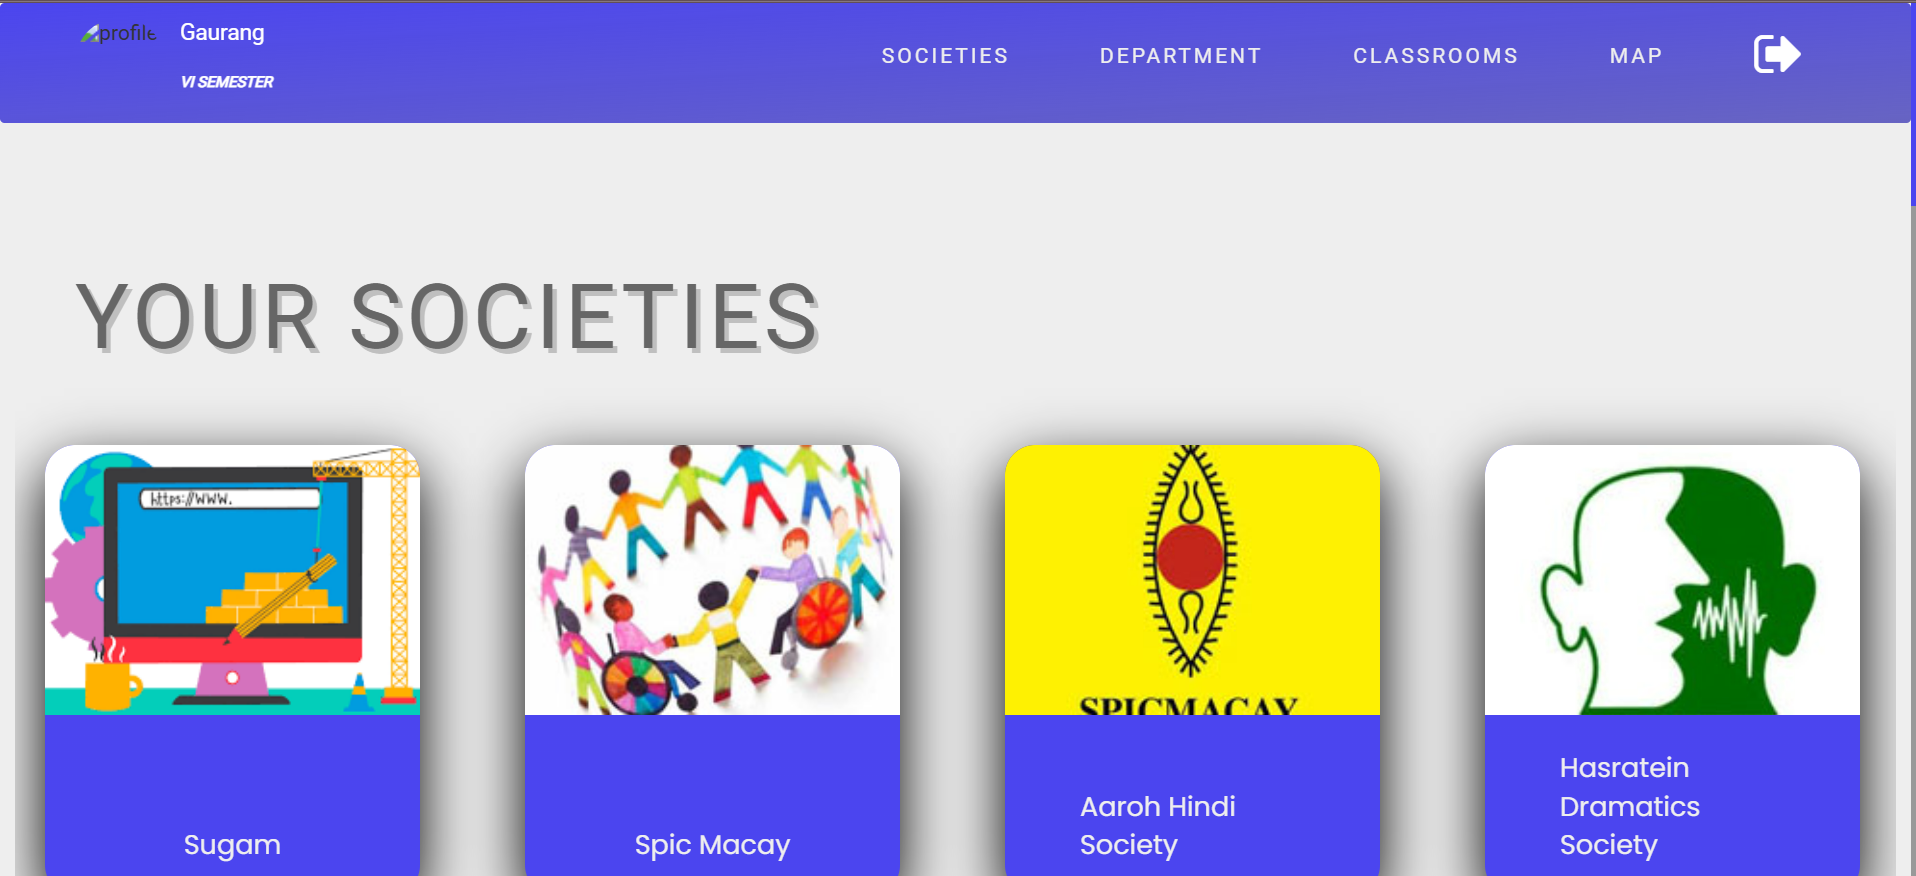 profile
Gaurang
VI SEMESTER
SOCIETIES DEPARTMENT CLASSROOMS MAP
YOUR SOCIETIES
https://www.
SPICMACAY
Sugam
Spic Macay
Aaroh Hindi
Society
Hasratein
Dramatics
Society